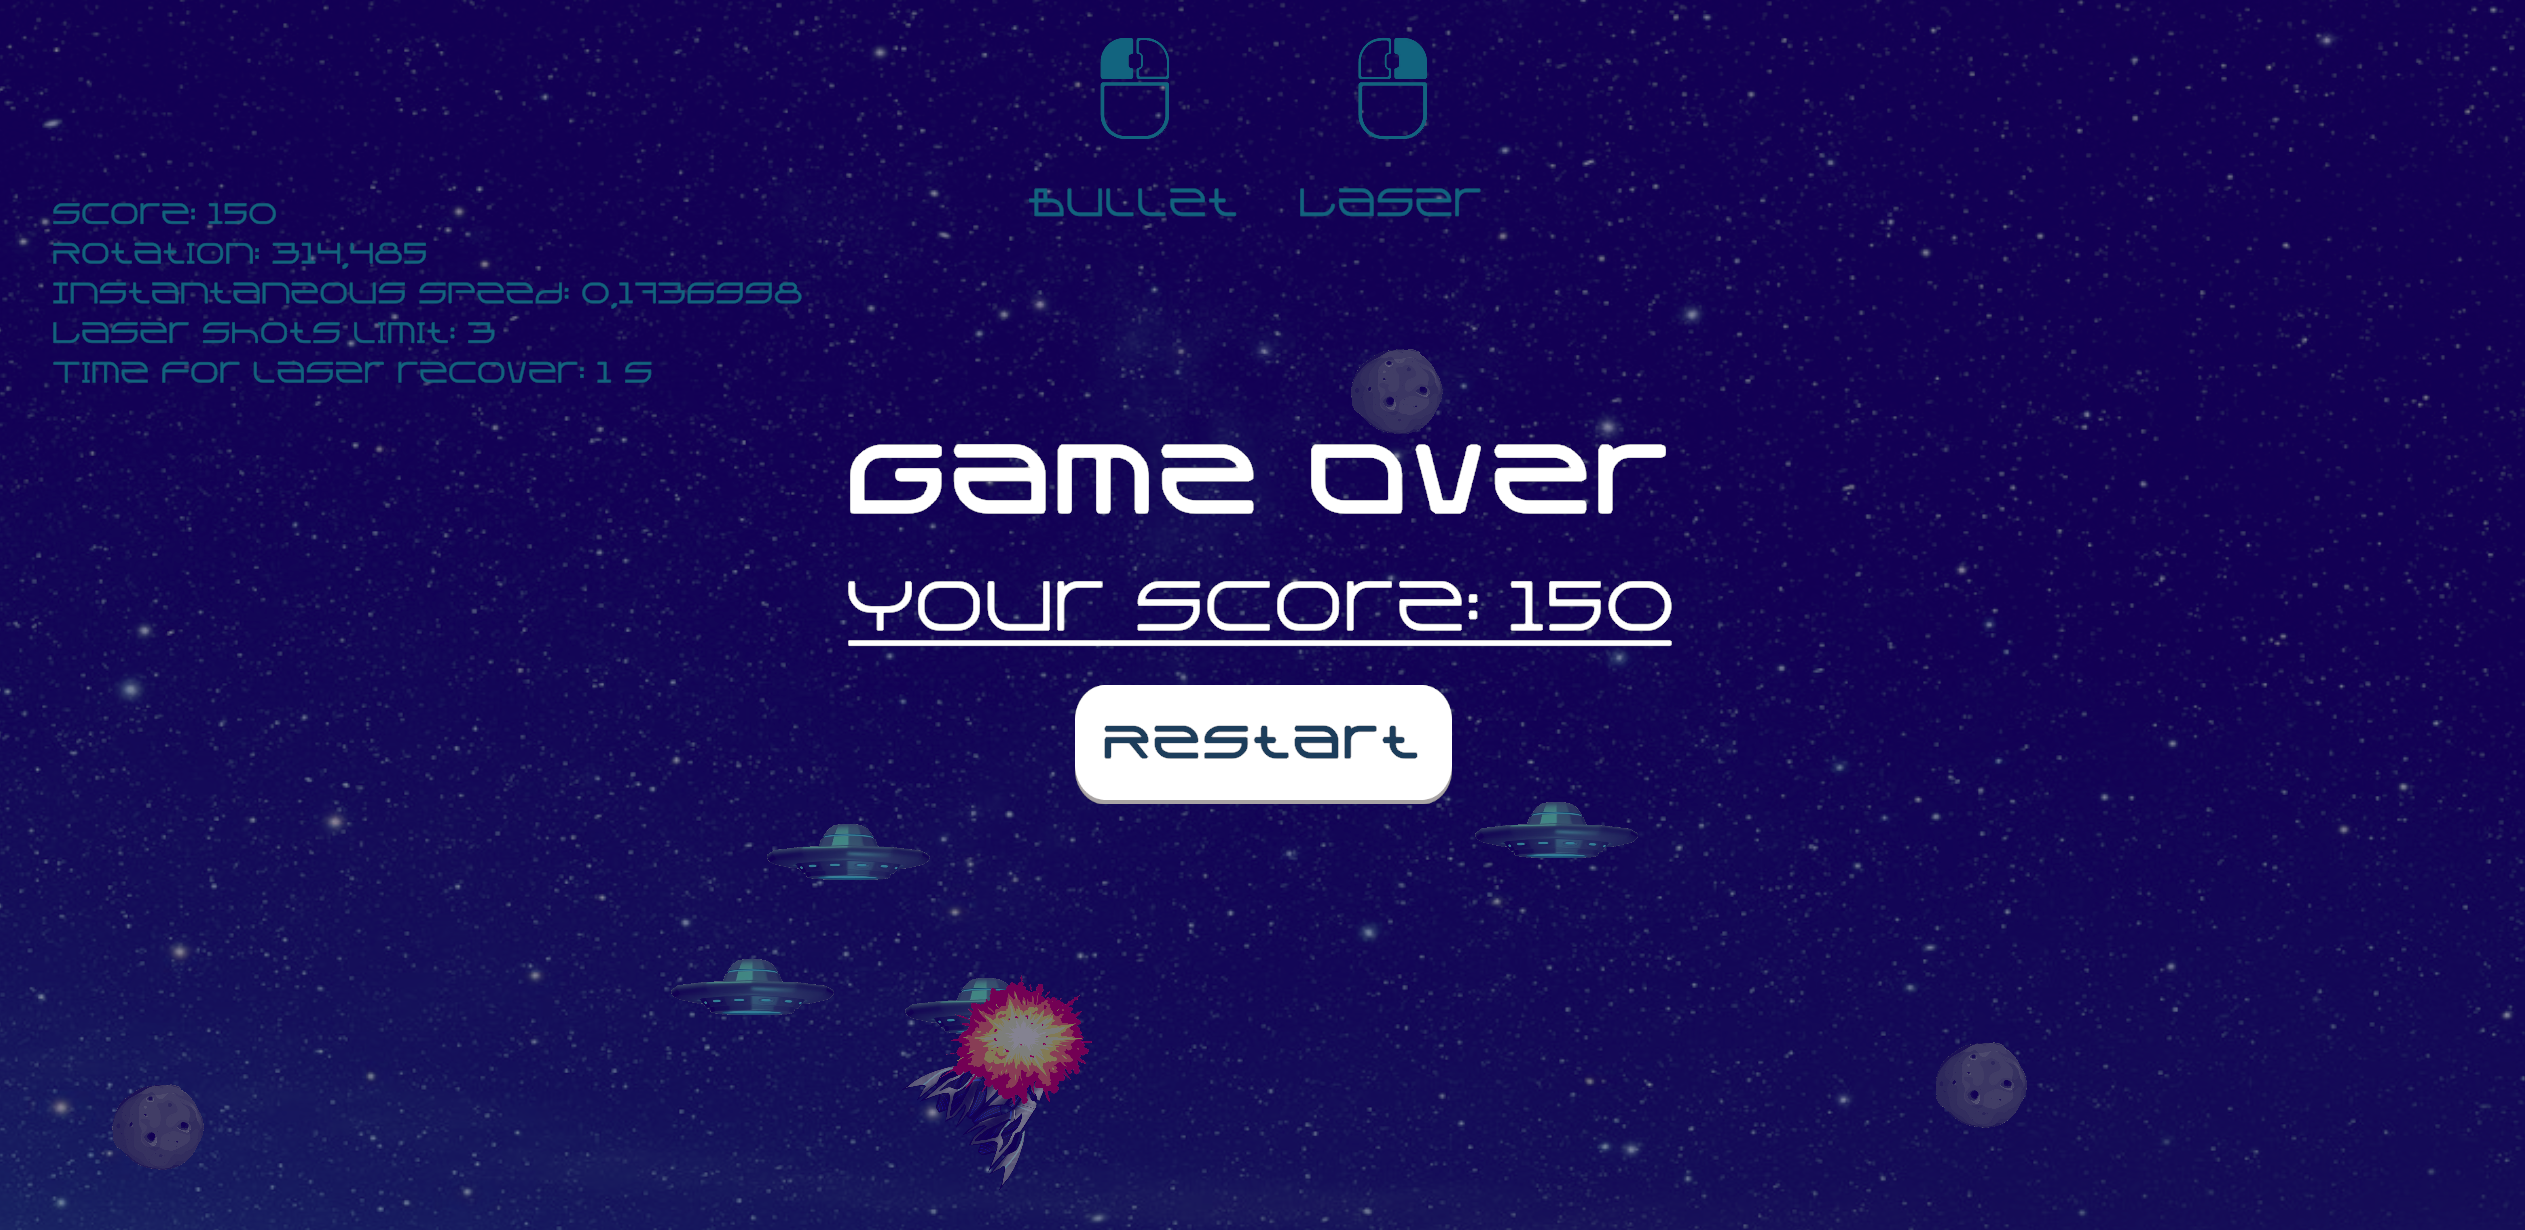 Bullet Laser
Score: 150
Rotation: 314,485
Instantaneous speed: 0,1736998
Laser shots limit: 3
Time for laser recover: 1 s
Game Over
Your score: 150
Restart